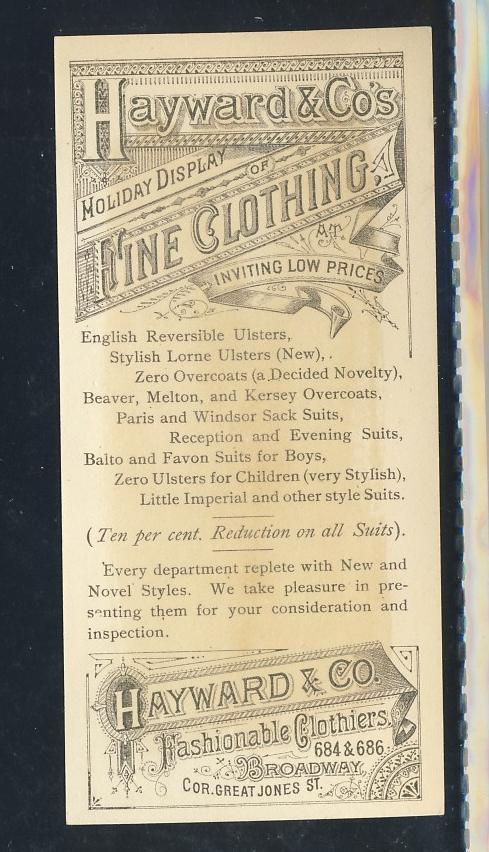 Hayward & Co's
Holiday Display
of
Fine Clothing,
At
Inviting Low Prices
English Reversible Ulsters,
Stylish Lorne Ulsters (New),
Zero Overcoats (a Decided Novelty),
Beaver, Melton, and Kersey Overcoats,
Paris and Windsor Sack Suits,
Reception and Evening Suits,
Balto and Favon Suits for Boys,
Zero Ulsters for Children (very Stylish),
Little Imperial and other style Suits.
(Ten per cent. Reduction on all Suits).
Every department replete with New and
Novel Styles. We take pleasure in pre-
senting them for your consideration and
inspection.
Hayward & Co.
Fashionable Clothiers,
684 & 686
Broadway,
Cor. Great Jones St.